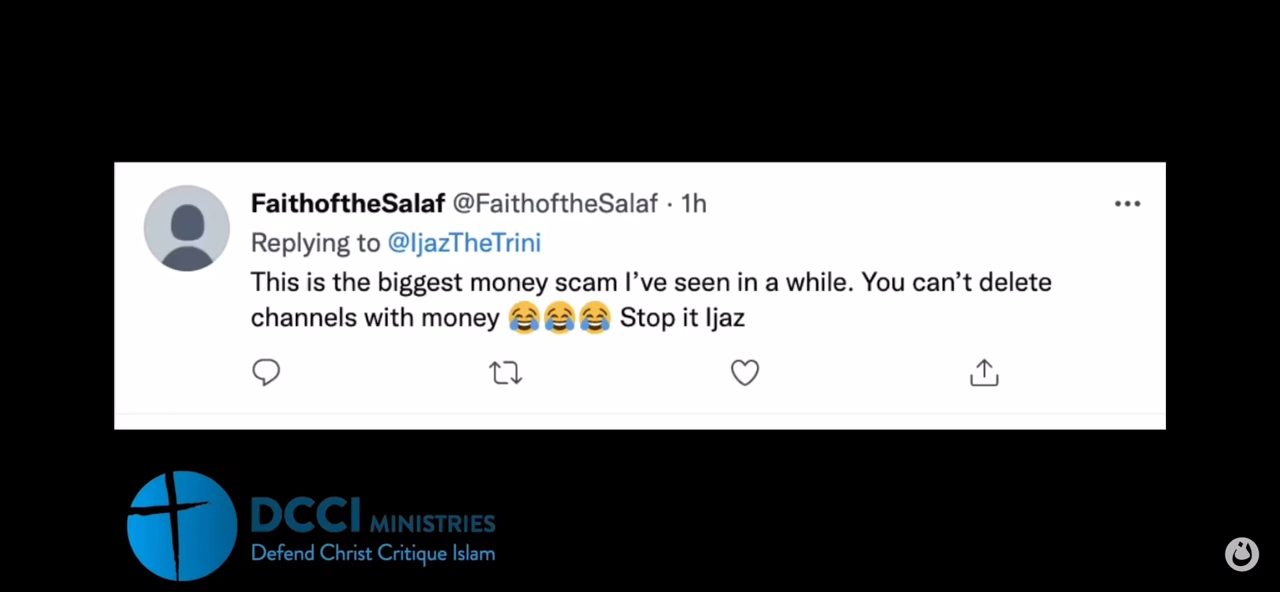 FaithoftheSalaf @FaithoftheSalaf · 1h
Replying to @IjazTheTrini
This is the biggest money scam I’ve seen in a while. You can’t delete
channels with money 😂😂😂 Stop it Ijaz
DCCI MINISTRIES
Defend Christ Critique Islam
ن